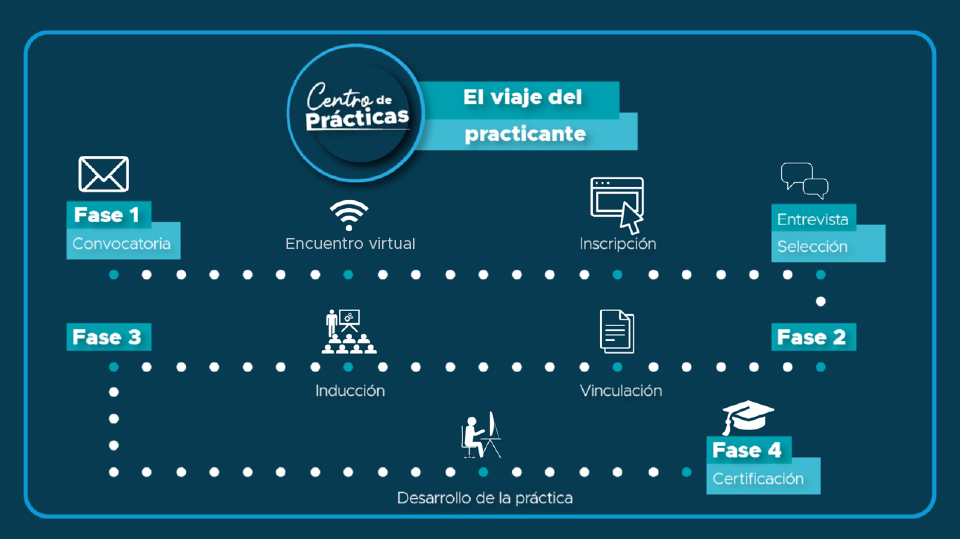 Centro de
Prácticas
El viaje del
practicante
Fase 1
Convocatoria
Encuentro virtual
Inscripción
Entrevista
Selección
Fase 3
Fase 2
Inducción
Vinculación
Fase 4
Certificación
Desarrollo de la práctica